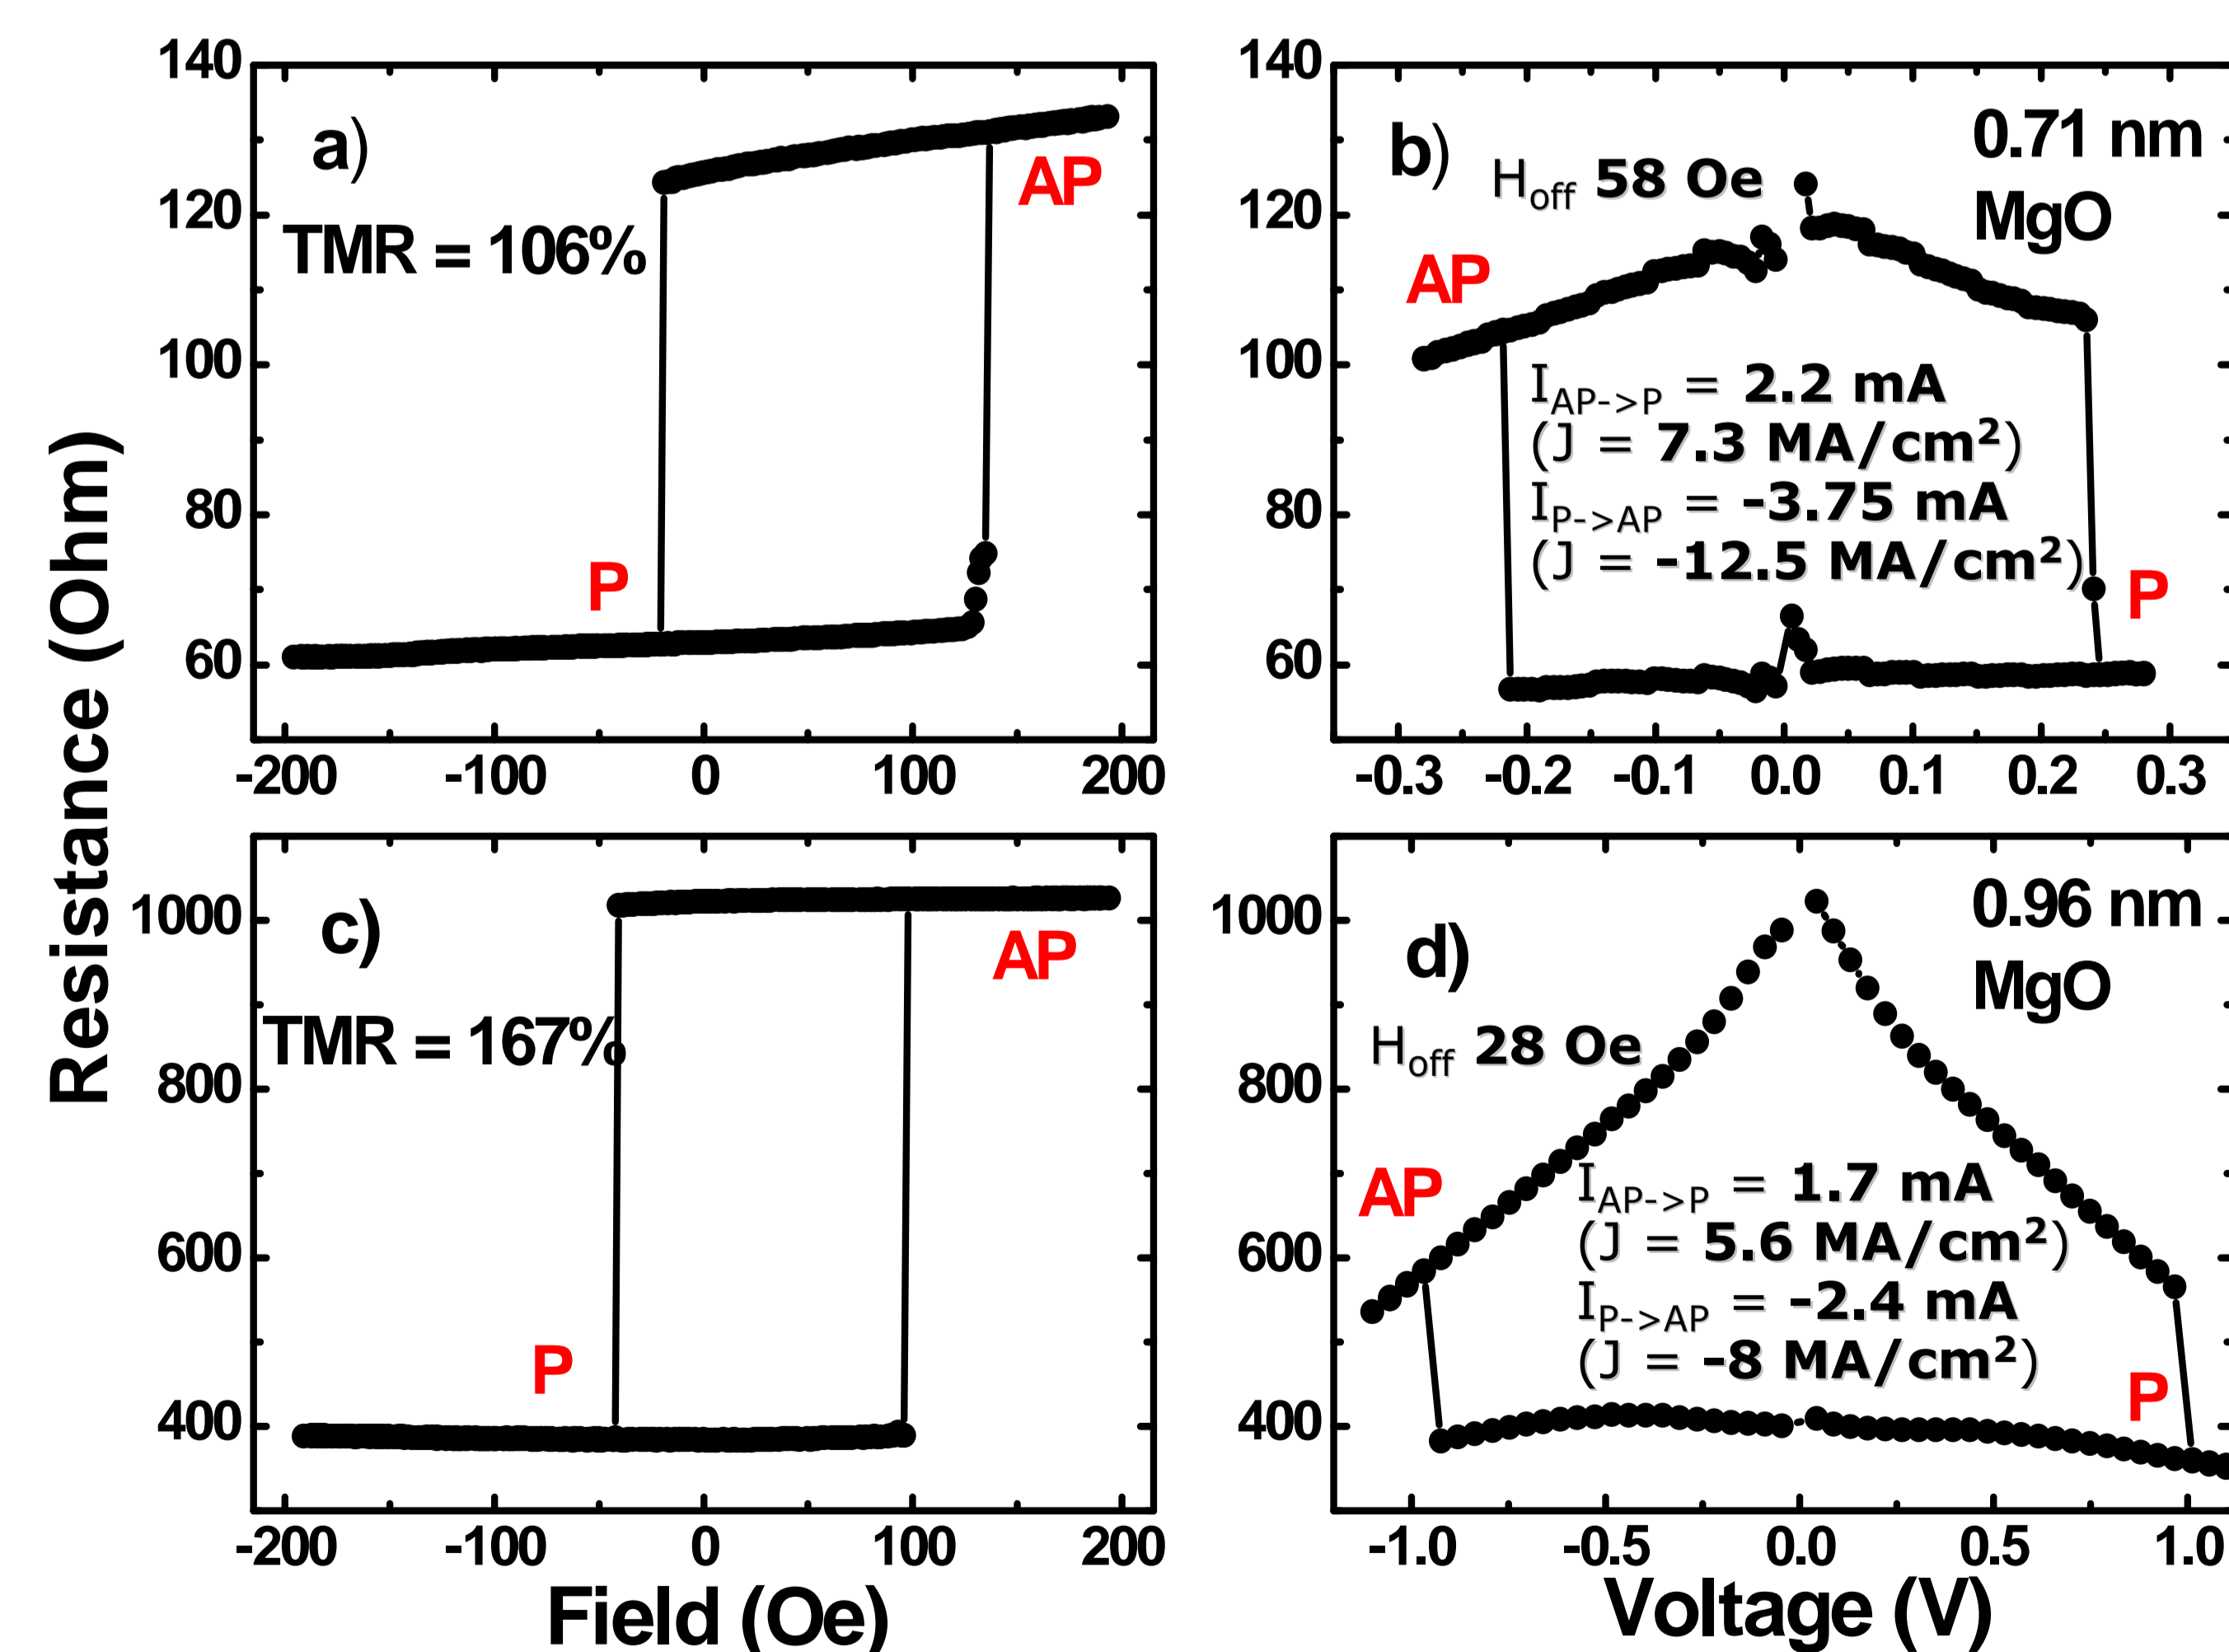 Resistance (Ohm)
140
120
100
80
60
a)
TMR = 106%
AP
P
-200 -100 0 100 200
140
120
100
80
60
b)
H_off 58 Oe
0.71 nm
MgO
AP
I_AP->P = 2.2 mA
(J = 7.3 MA/cm²)
I_P->AP = -3.75 mA
(J = -12.5 MA/cm²)
P
-0.3 -0.2 -0.1 0.0 0.1 0.2 0.3
1000
800
600
400
c)
TMR = 167%
AP
P
-200 -100 0 100 200
Field (Oe)
1000
800
600
400
d)
0.96 nm
MgO
H_off 28 Oe
AP
I_AP->P = 1.7 mA
(J = 5.6 MA/cm²)
I_P->AP = -2.4 mA
(J = -8 MA/cm²)
P
-1.0 -0.5 0.0 0.5 1.0
Voltage (V)